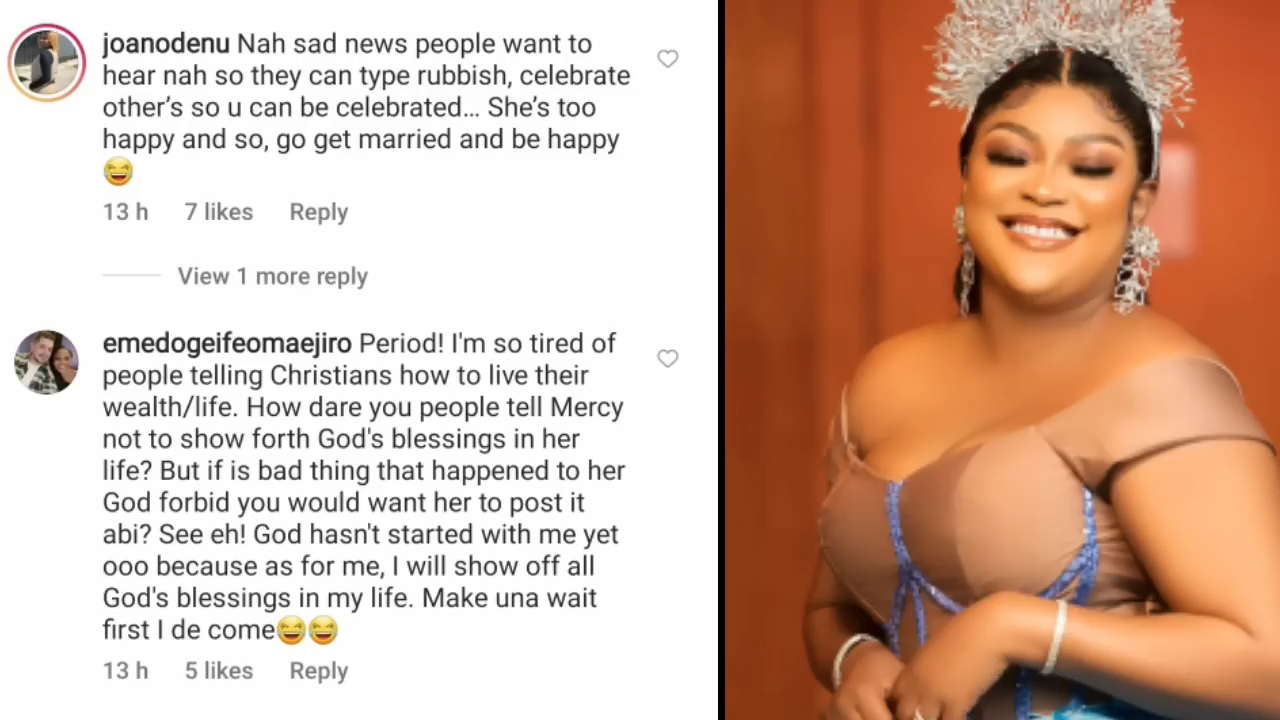 joanodenu Nah sad news people want to
hear nah so they can type rubbish, celebrate
other’s so u can be celebrated... She’s too
happy and so, go get married and be happy
😂
13 h 7 likes Reply
View 1 more reply
emedogeifeomaejiro Period! I'm so tired of
people telling Christians how to live their
wealth/life. How dare you people tell Mercy
not to show forth God's blessings in her
life? But if is bad thing that happened to her
God forbid you would want her to post it
abi? See eh! God hasn't started with me yet
ooo because as for me, I will show off all
God's blessings in my life. Make una wait
first I de come😄😄
13 h 5 likes Reply